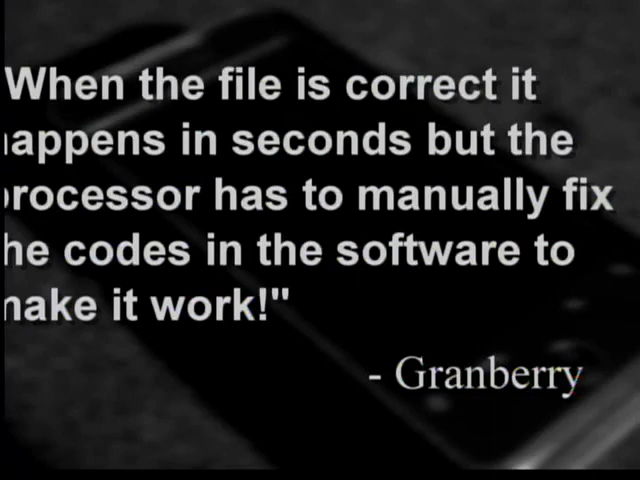 When the file is correct it
happens in seconds but the
processor has to manually fix
he codes in the software to
make it work!"
- Granberry